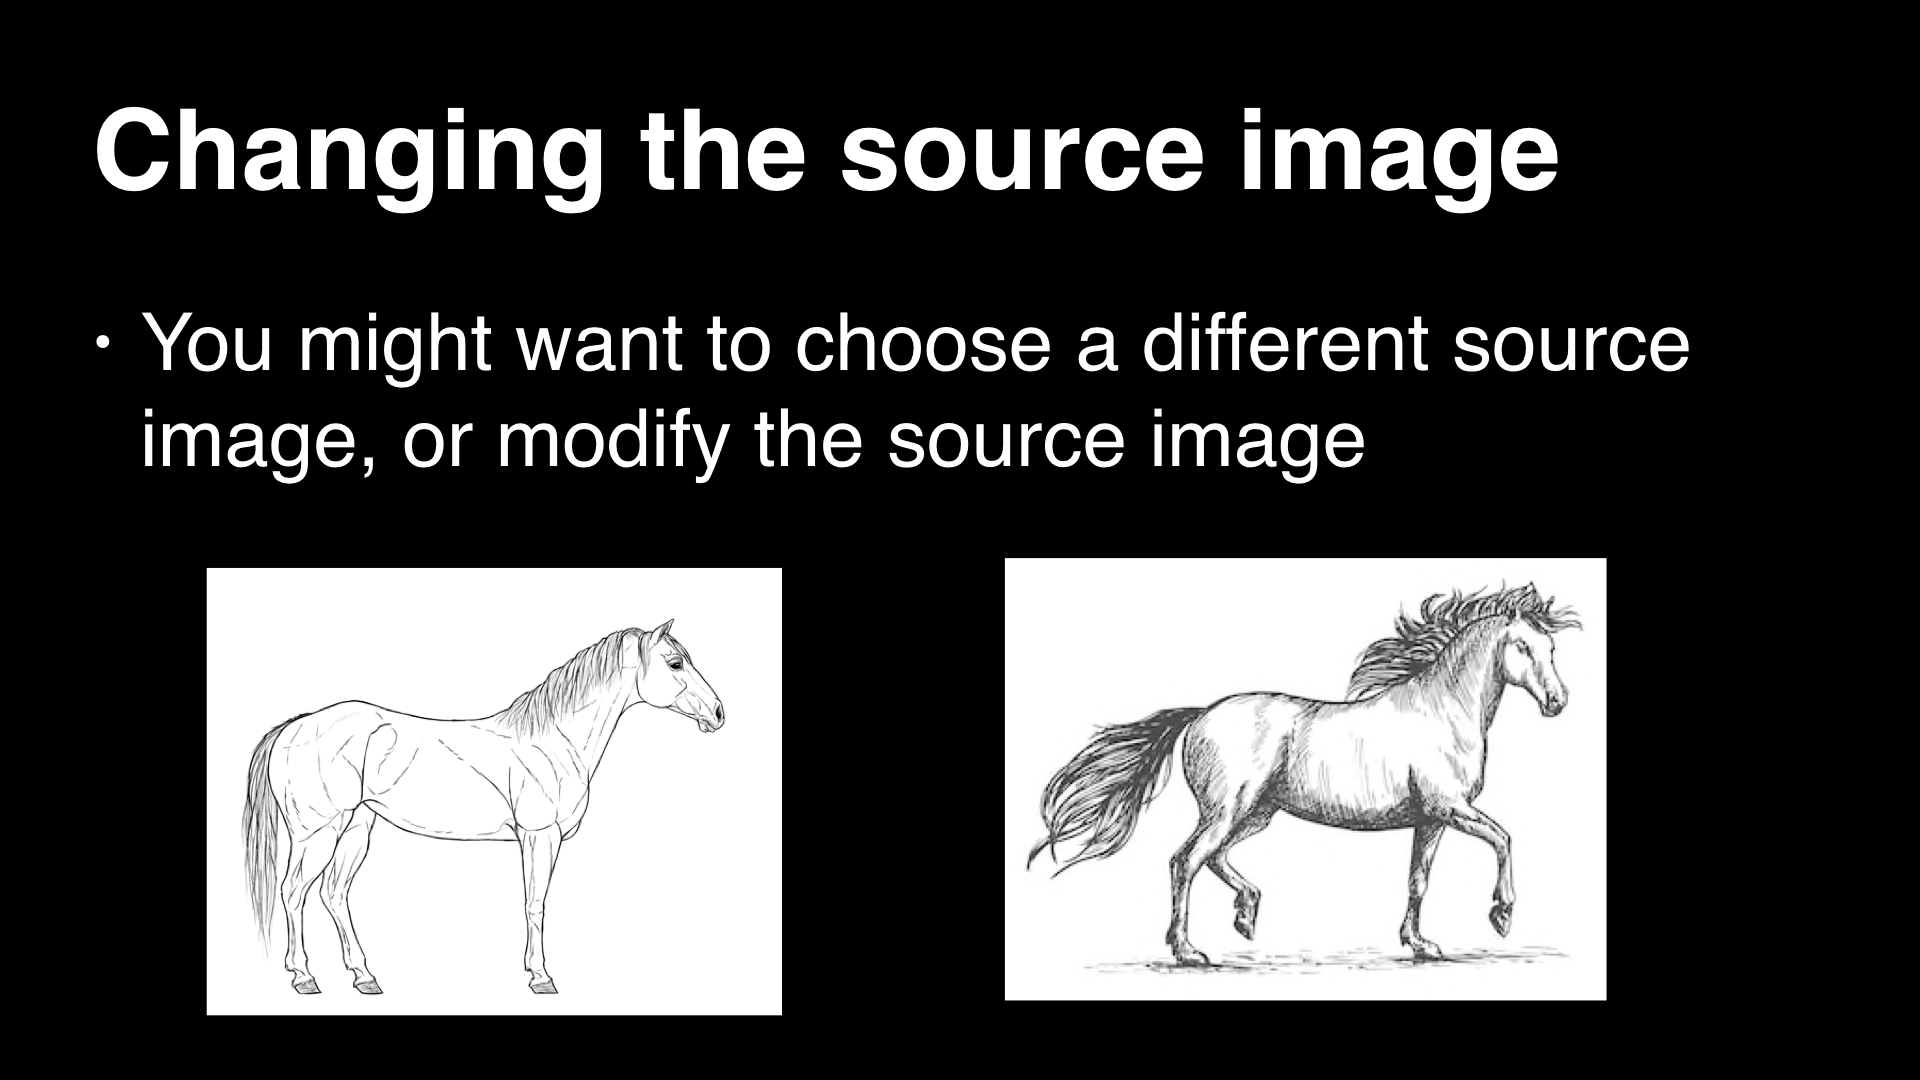 Changing the source image
• You might want to choose a different source
image, or modify the source image